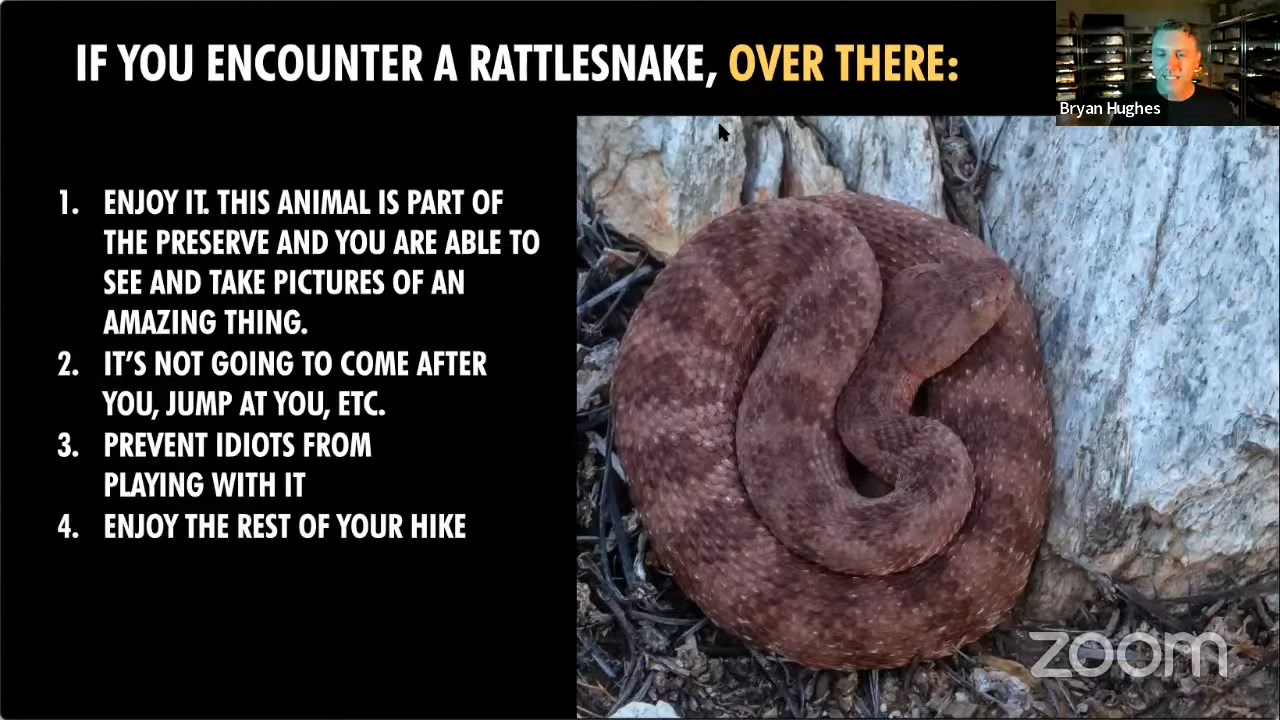 IF YOU ENCOUNTER A RATTLESNAKE, OVER THERE:
Bryan Hughes
1. ENJOY IT. THIS ANIMAL IS PART OF
THE PRESERVE AND YOU ARE ABLE TO
SEE AND TAKE PICTURES OF AN
AMAZING THING.
2. IT'S NOT GOING TO COME AFTER
YOU, JUMP AT YOU, ETC.
3. PREVENT IDIOTS FROM
PLAYING WITH IT
4. ENJOY THE REST OF YOUR HIKE
zoom